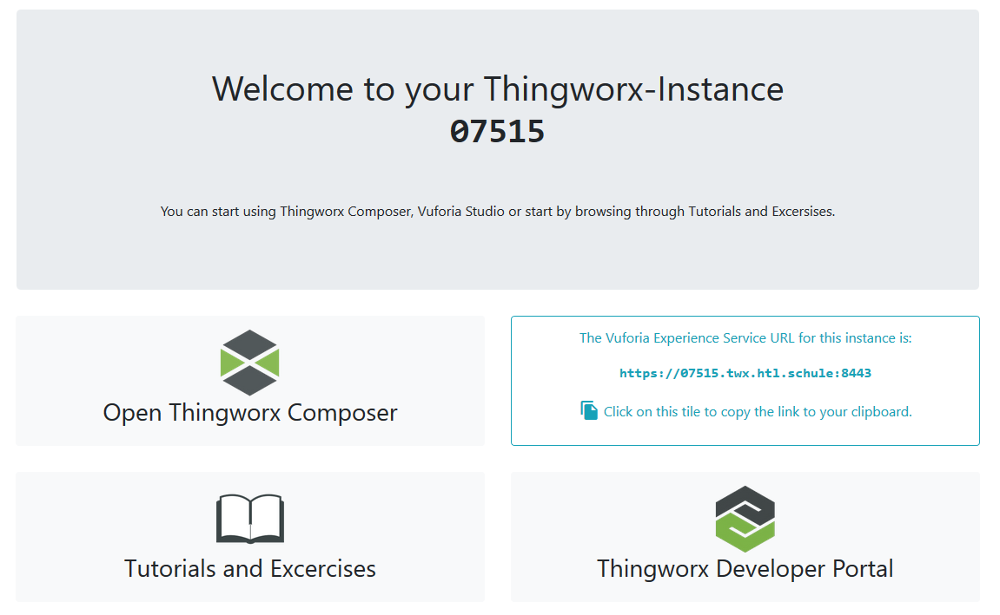 Welcome to your Thingworx-Instance
07515
You can start using Thingworx Composer, Vuforia Studio or start by browsing through Tutorials and Excersises.
Open Thingworx Composer
The Vuforia Experience Service URL for this instance is:
https://07515.twx.htl.schule:8443
Click on this tile to copy the link to your clipboard.
Tutorials and Excercises
Thingworx Developer Portal